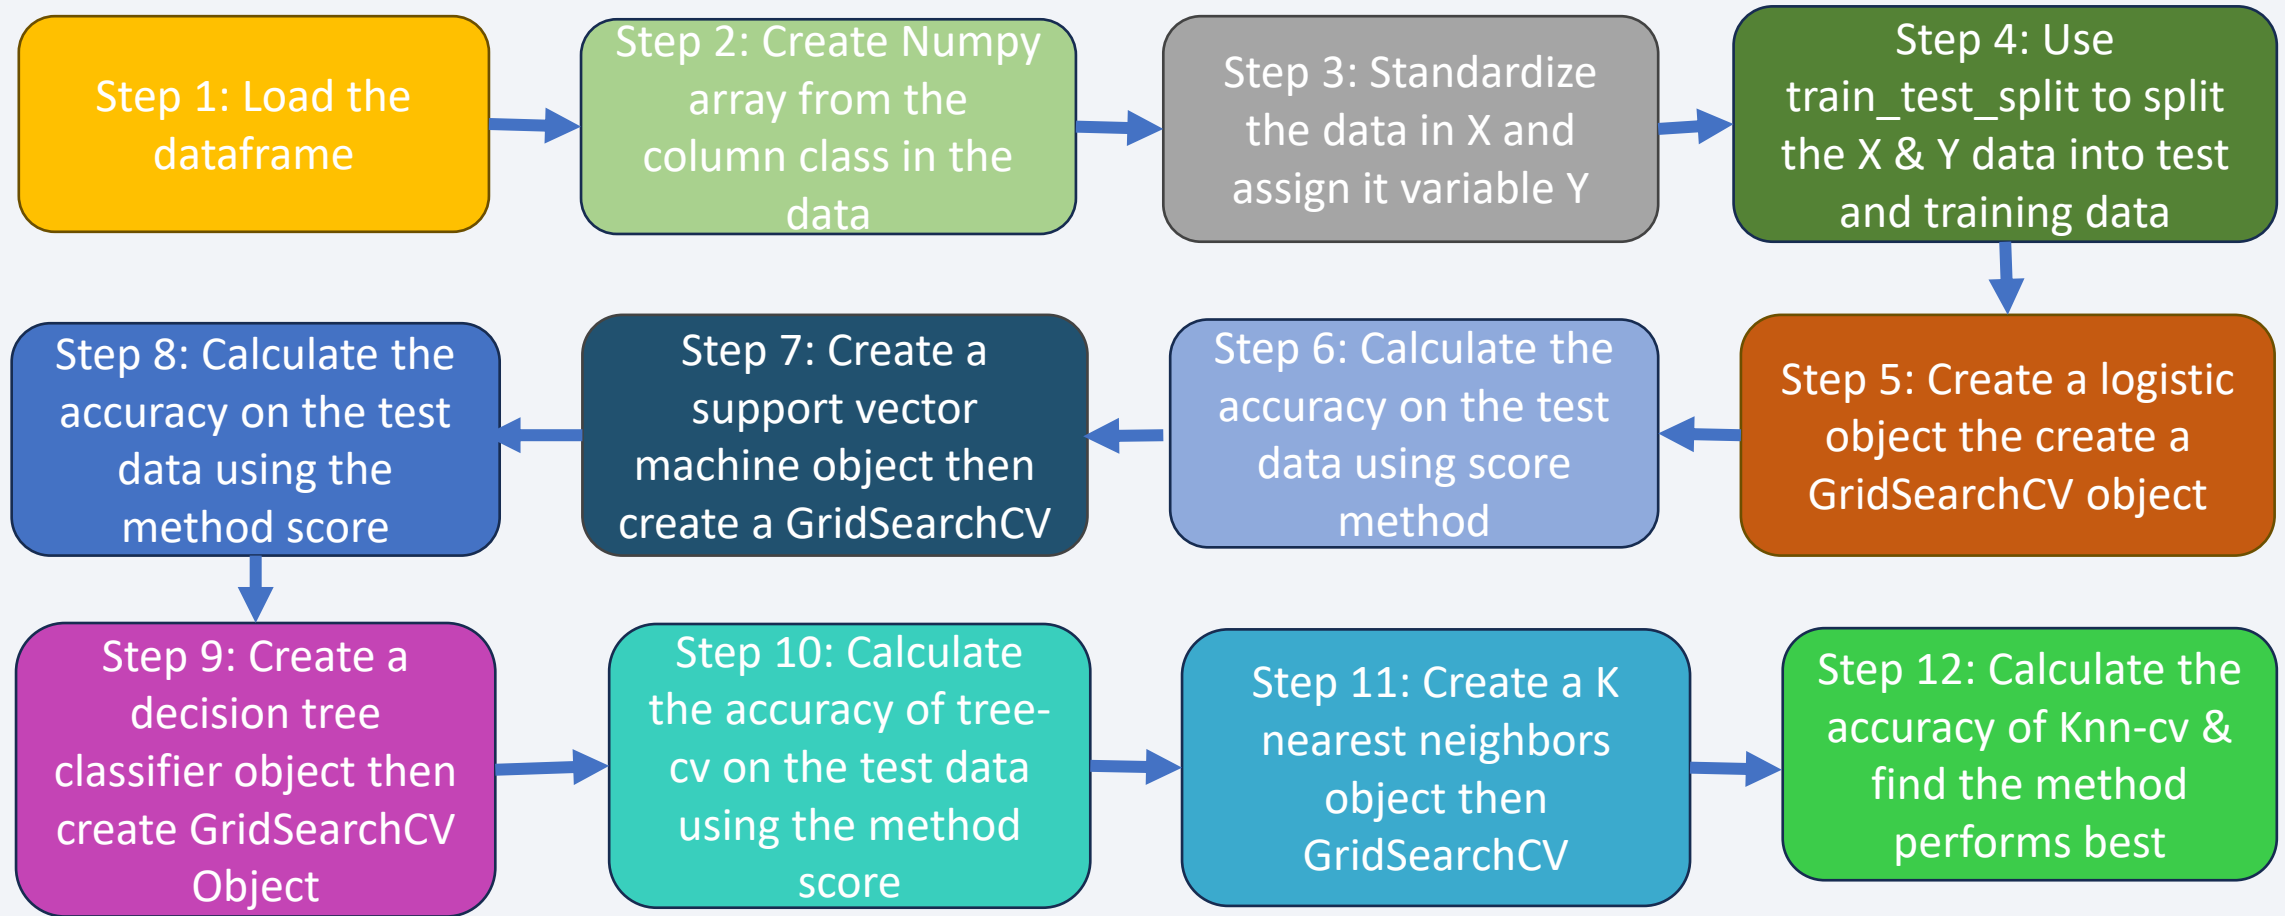 Step 1: Load the
dataframe
Step 2: Create Numpy
array from the
column class in the
data
Step 3: Standardize
the data in X and
assign it variable Y
Step 4: Use
train_test_split to split
the X & Y data into test
and training data
Step 5: Create a logistic
object the create a
GridSearchCV object
Step 6: Calculate the
accuracy on the test
data using score
method
Step 7: Create a
support vector
machine object then
create a GridSearchCV
Step 8: Calculate the
accuracy on the test
data using the
method score
Step 9: Create a
decision tree
classifier object then
create GridSearchCV
Object
Step 10: Calculate
the accuracy of tree-
cv on the test data
using the method
score
Step 11: Create a K
nearest neighbors
object then
GridSearchCV
Step 12: Calculate the
accuracy of Knn-cv &
find the method
performs best